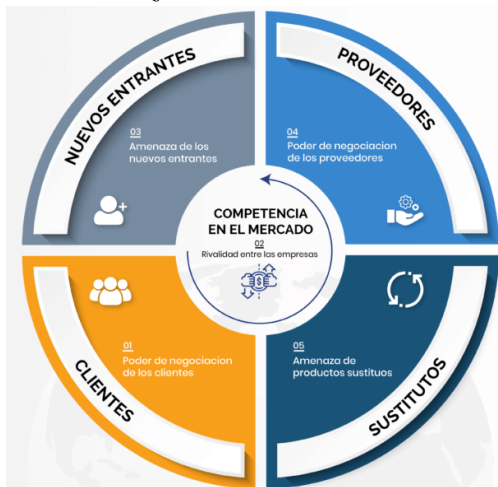 NUEVOS ENTRANTES
03
Amenaza de los
nuevos entrantes
PROVEEDORES
04
Poder de negociacion
de los proveedores
COMPETENCIA
EN EL MERCADO
02
Rivalidad entre las empresas
01
Poder de negociacion
de los clientes
CLIENTES
05
Amenaza de
productos sustituos
SUSTITUTOS